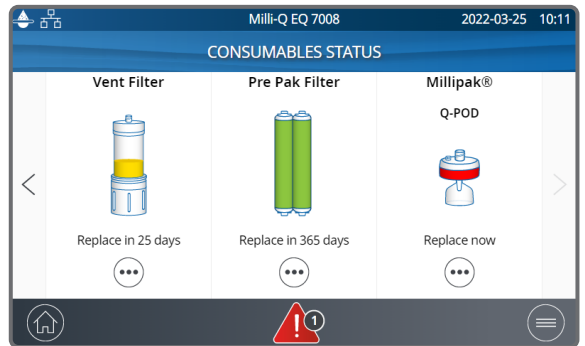 Milli-Q EQ 7008 2022-03-25 10:11
CONSUMABLES STATUS
Vent Filter Pre Pak Filter Millipak®
Q-POD
Replace in 25 days Replace in 365 days Replace now
1